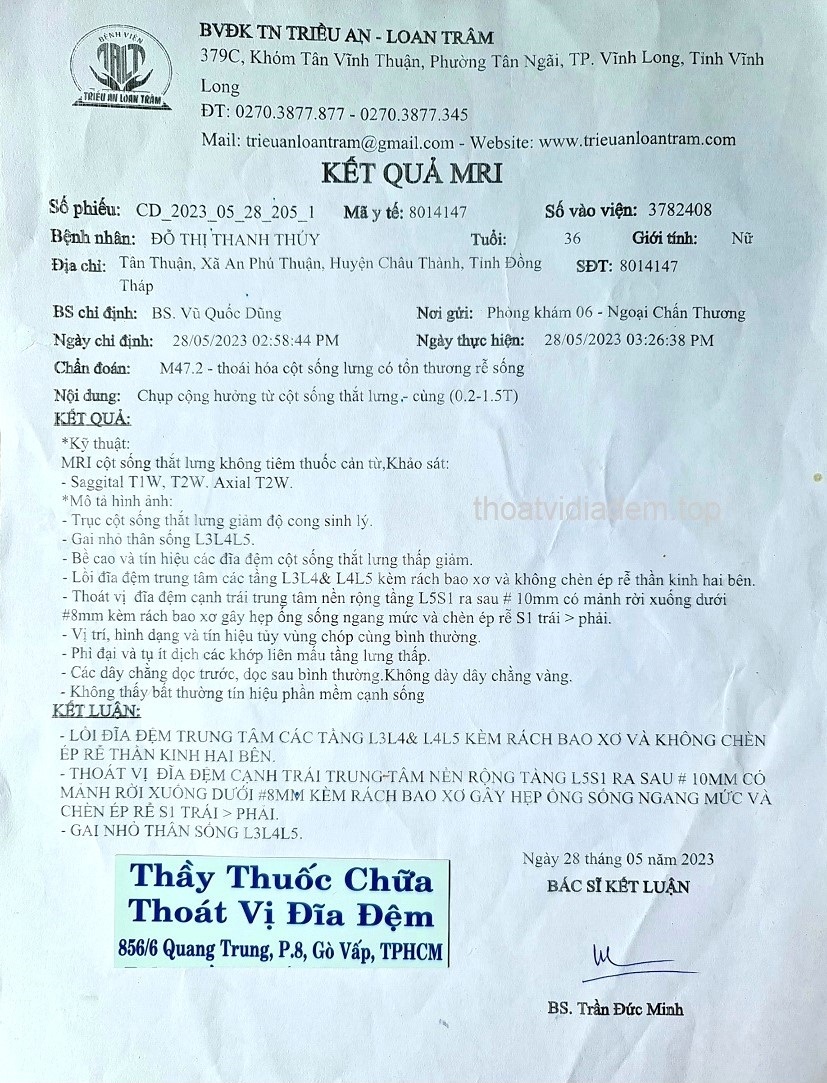 BỆNH VIỆN
TALT
TRIỀU AN LOAN TRÂM
BVĐK TN TRIỀU AN - LOAN TRÂM
379C, Khóm Tân Vĩnh Thuận, Phường Tân Ngãi, TP. Vĩnh Long, Tỉnh Vĩnh
Long
ĐT: 0270.3877.877 - 0270.3877.345
Mail: trieuanloantram@gmail.com - Website: www.trieuanloantram.com
KẾT QUẢ MRI
Số phiếu: CD_2023_05_28_205_1 Mã y tế: 8014147 Số vào viện: 3782408
Bệnh nhân: ĐỖ THỊ THANH THÚY Tuổi: 36 Giới tính: Nữ
Địa chỉ: Tân Thuận, Xã An Phú Thuận, Huyện Châu Thành, Tỉnh Đồng SĐT: 8014147
Tháp
BS chỉ định: BS. Vũ Quốc Dũng Nơi gửi: Phòng khám 06 - Ngoại Chấn Thương
Ngày chỉ định: 28/05/2023 02:58:44 PM Ngày thực hiện: 28/05/2023 03:26:38 PM
Chẩn đoán: M47.2 - thoái hóa cột sống lưng có tổn thương rễ sống
Nội dung: Chụp cộng hưởng từ cột sống thắt lưng - cùng (0.2-1.5T)
KẾT QUẢ:
*Kỹ thuật:
MRI cột sống thắt lưng không tiêm thuốc cản từ,Khảo sát:
- Saggital T1W, T2W. Axial T2W.
*Mô tả hình ảnh:
thoatvidiadem.top
- Trục cột sống thắt lưng giảm độ cong sinh lý.
- Gai nhỏ thân sống L3L4L5.
- Bề cao và tín hiệu các đĩa đệm cột sống thắt lưng thấp giảm.
- Lồi đĩa đệm trung tâm các tầng L3L4& L4L5 kèm rách bao xơ và không chèn ép rễ thần kinh hai bên.
- Thoát vị đĩa đệm cạnh trái trung tâm nền rộng tầng L5S1 ra sau # 10mm có mảnh rời xuống dưới
#8mm kèm rách bao xơ gây hẹp ống sống ngang mức và chèn ép rễ S1 trái > phải.
- Vị trí, hình dạng và tín hiệu tủy vùng chóp cùng bình thường.
- Phì đại và tụ ít dịch các khớp liên mấu tầng lưng thấp.
- Các dây chằng dọc trước, dọc sau bình thường.Không dày dây chằng vàng.
- Không thấy bất thường tín hiệu phần mềm cạnh sống
KẾT LUẬN:
- LỒI ĐĨA ĐỆM TRUNG TÂM CÁC TẦNG L3L4& L4L5 KÈM RÁCH BAO XƠ VÀ KHÔNG CHÈN
ÉP RỄ THẦN KINH HAI BÊN.
- THOÁT VỊ ĐĨA ĐỆM CẠNH TRÁI TRUNG TÂM NỀN RỘNG TẦNG L5S1 RA SAU # 10MM CÓ
MẢNH RỜI XUỐNG DƯỚI #8MM KÈM RÁCH BAO XƠ GÂY HẸP ỐNG SỐNG NGANG MỨC VÀ
CHÈN ÉP RỄ S1 TRÁI > PHẢI.
- GAI NHỎ THÂN SỐNG L3L4L5.
Ngày 28 tháng 05 năm 2023
BÁC SĨ KẾT LUẬN
Thầy Thuốc Chữa
Thoát Vị Đĩa Đệm
856/6 Quang Trung, P.8, Gò Vấp, TPHCM
BS. Trần Đức Minh